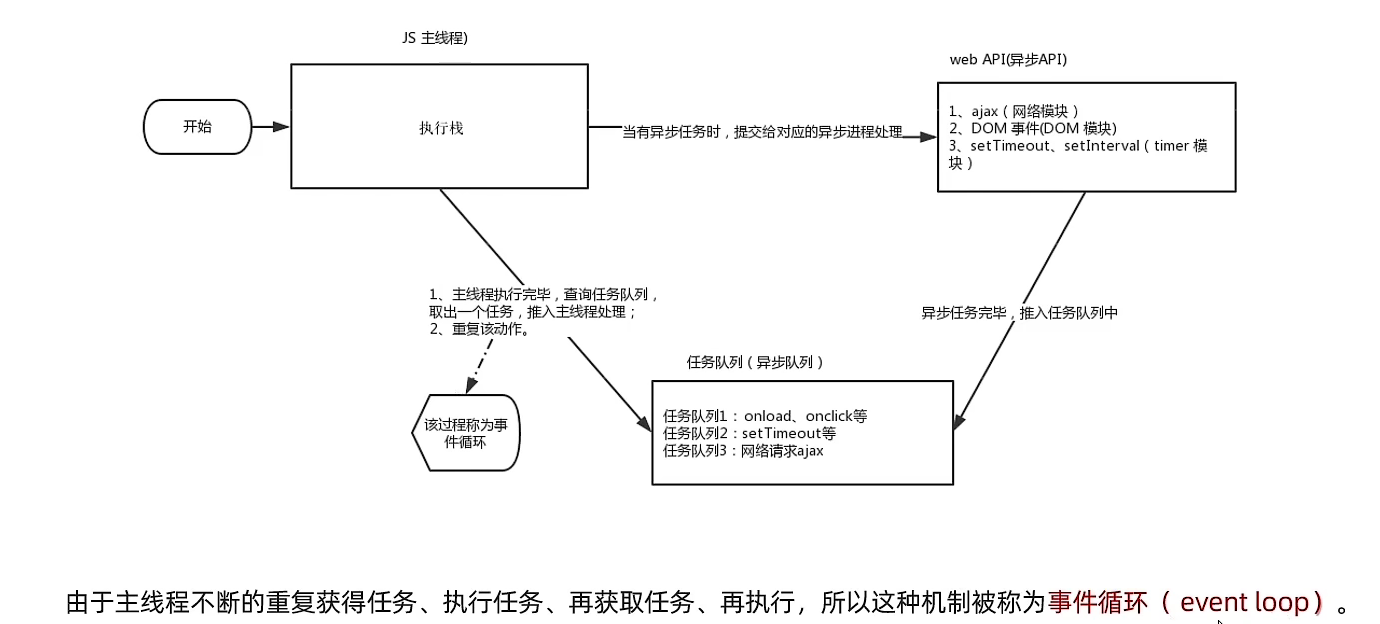 JS 主线程)
web API(异步API)
开始
执行栈
当有异步任务时，提交给对应的异步进程处理
1、ajax（网络模块）
2、DOM 事件(DOM 模块)
3、setTimeout、setInterval（timer 模
块）
1、主线程执行完毕，查询任务队列，
取出一个任务，推入主线程处理；
2、重复该动作。
异步任务完毕，推入任务队列中
任务队列（异步队列）
该过程称为事
件循环
任务队列1：onload、onclick等
任务队列2：setTimeout等
任务队列3：网络请求ajax
由于主线程不断的重复获得任务、执行任务、再获取任务、再执行，所以这种机制被称为事件循环（ event loop）。